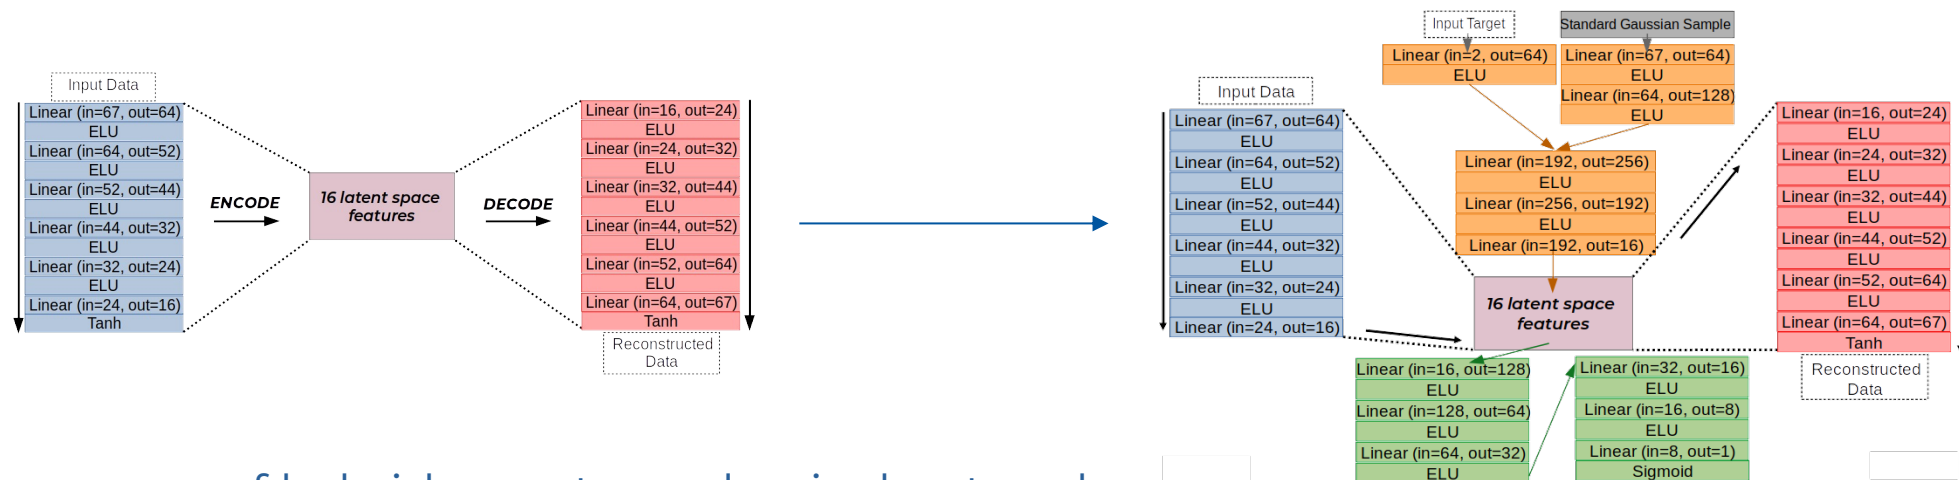 Input Data
Linear (in=67, out=64)
ELU
Linear (in=64, out=52)
ELU
Linear (in=52, out=44)
ELU
Linear (in=44, out=32)
ELU
Linear (in=32, out=24)
ELU
Linear (in=24, out=16)
Tanh
ENCODE
16 latent space
features
DECODE
Linear (in=16, out=24)
ELU
Linear (in=24, out=32)
ELU
Linear (in=32, out=44)
ELU
Linear (in=44, out=52)
ELU
Linear (in=52, out=64)
ELU
Linear (in=64, out=67)
Tanh
Reconstructed
Data
Input Data
Linear (in=67, out=64)
ELU
Linear (in=64, out=52)
ELU
Linear (in=52, out=44)
ELU
Linear (in=44, out=32)
ELU
Linear (in=32, out=24)
ELU
Linear (in=24, out=16)
Input Target
Linear (in=2, out=64)
ELU
Standard Gaussian Sample
Linear (in=67, out=64)
ELU
Linear (in=64, out=128)
ELU
Linear (in=192, out=256)
ELU
Linear (in=256, out=192)
ELU
Linear (in=192, out=16)
16 latent space
features
Linear (in=16, out=128)
ELU
Linear (in=128, out=64)
ELU
Linear (in=64, out=32)
ELU
Linear (in=32, out=16)
ELU
Linear (in=16, out=8)
ELU
Linear (in=8, out=1)
Sigmoid
Linear (in=16, out=24)
ELU
Linear (in=24, out=32)
ELU
Linear (in=32, out=44)
ELU
Linear (in=44, out=52)
ELU
Linear (in=52, out=64)
ELU
Linear (in=64, out=67)
Tanh
Reconstructed
Data